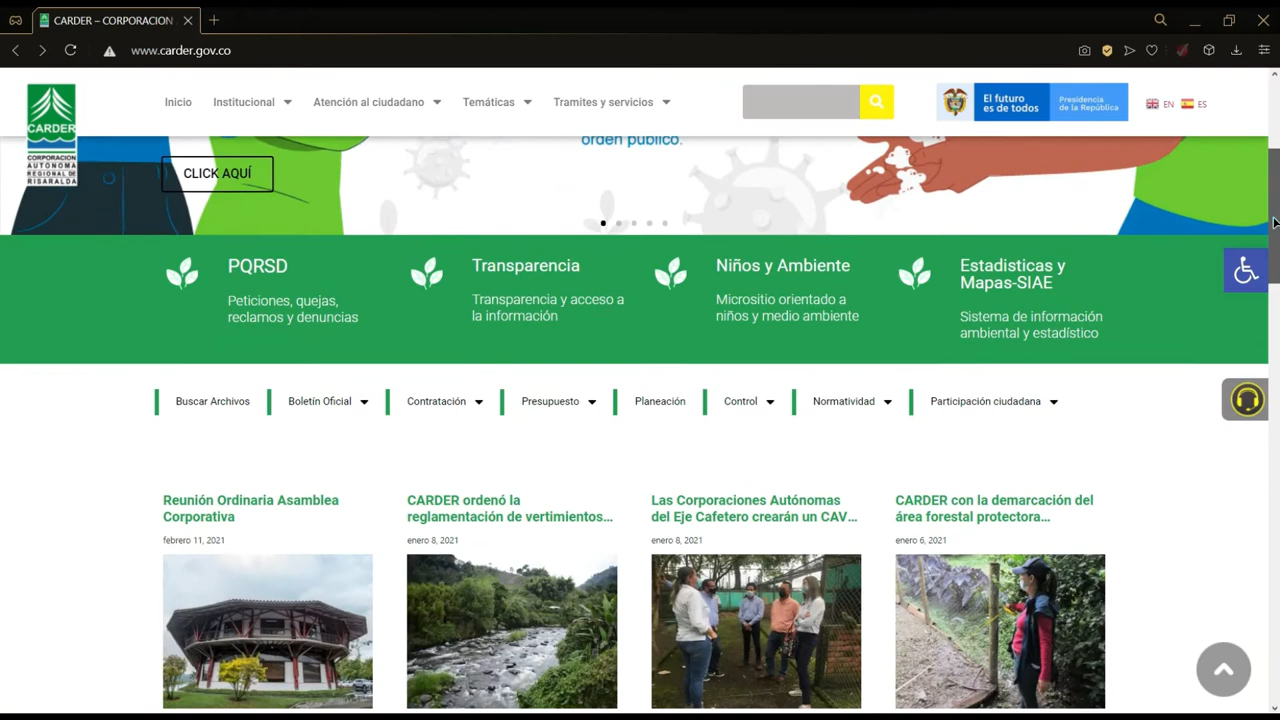 CARDER – CORPORACION
www.carder.gov.co
CARDER
CORPORACION
AUTONOMA
REGIONAL DE
RISARALDA
Inicio
Institucional
Atención al ciudadano
Temáticas
Tramites y servicios
El futuro
es de todos
Presidencia
de la República
EN
ES
orden público.
CLICK AQUÍ
PQRSD
Peticiones, quejas,
reclamos y denuncias
Transparencia
Transparencia y acceso a
la información
Niños y Ambiente
Micrositio orientado a
niños y medio ambiente
Estadisticas y
Mapas-SIAE
Sistema de información
ambiental y estadístico
Buscar Archivos
Boletín Oficial
Contratación
Presupuesto
Planeación
Control
Normatividad
Participación ciudadana
Reunión Ordinaria Asamblea
Corporativa
febrero 11, 2021
CARDER ordenó la
reglamentación de vertimientos...
enero 8, 2021
Las Corporaciones Autónomas
del Eje Cafetero crearán un CAV...
enero 8, 2021
CARDER con la demarcación del
área forestal protectora...
enero 6, 2021